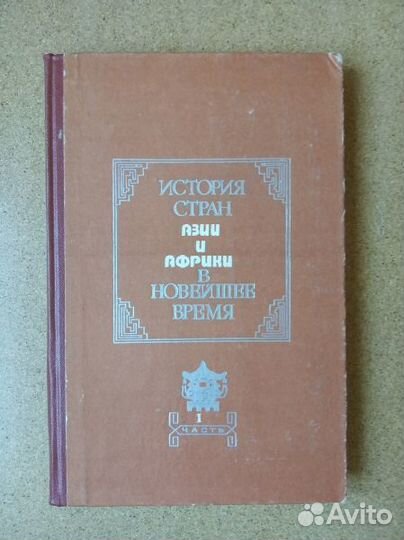 ИСТОРИЯ
СТРАН
АЗИИ
И
АФРИКИ
В
НОВЕЙШЕЕ
ВРЕМЯ
I
ЧАСТЬ
Avito